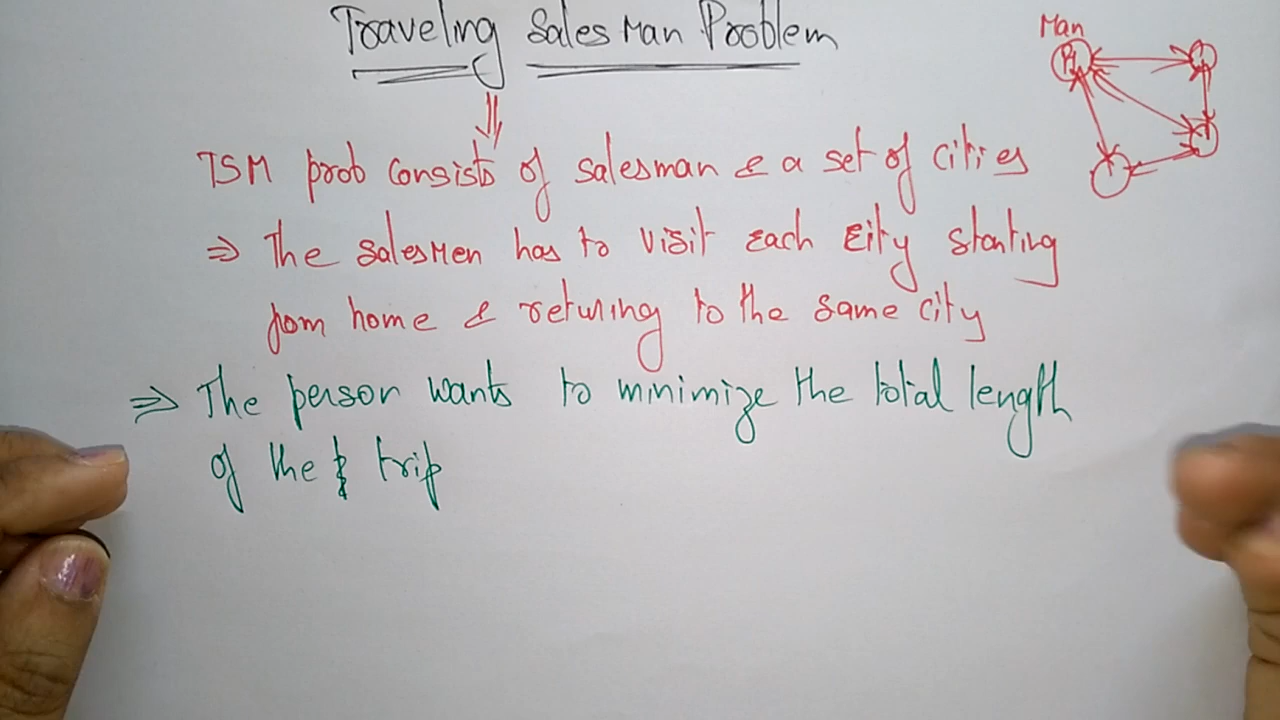 Traveling Sales Man Problem
Man
TSM prob consists of salesman & a set of cities
⇒ The salesmen has to visit each city starting
from home & returing to the same city
⇒ The person wants to minimize the total length
of the trip